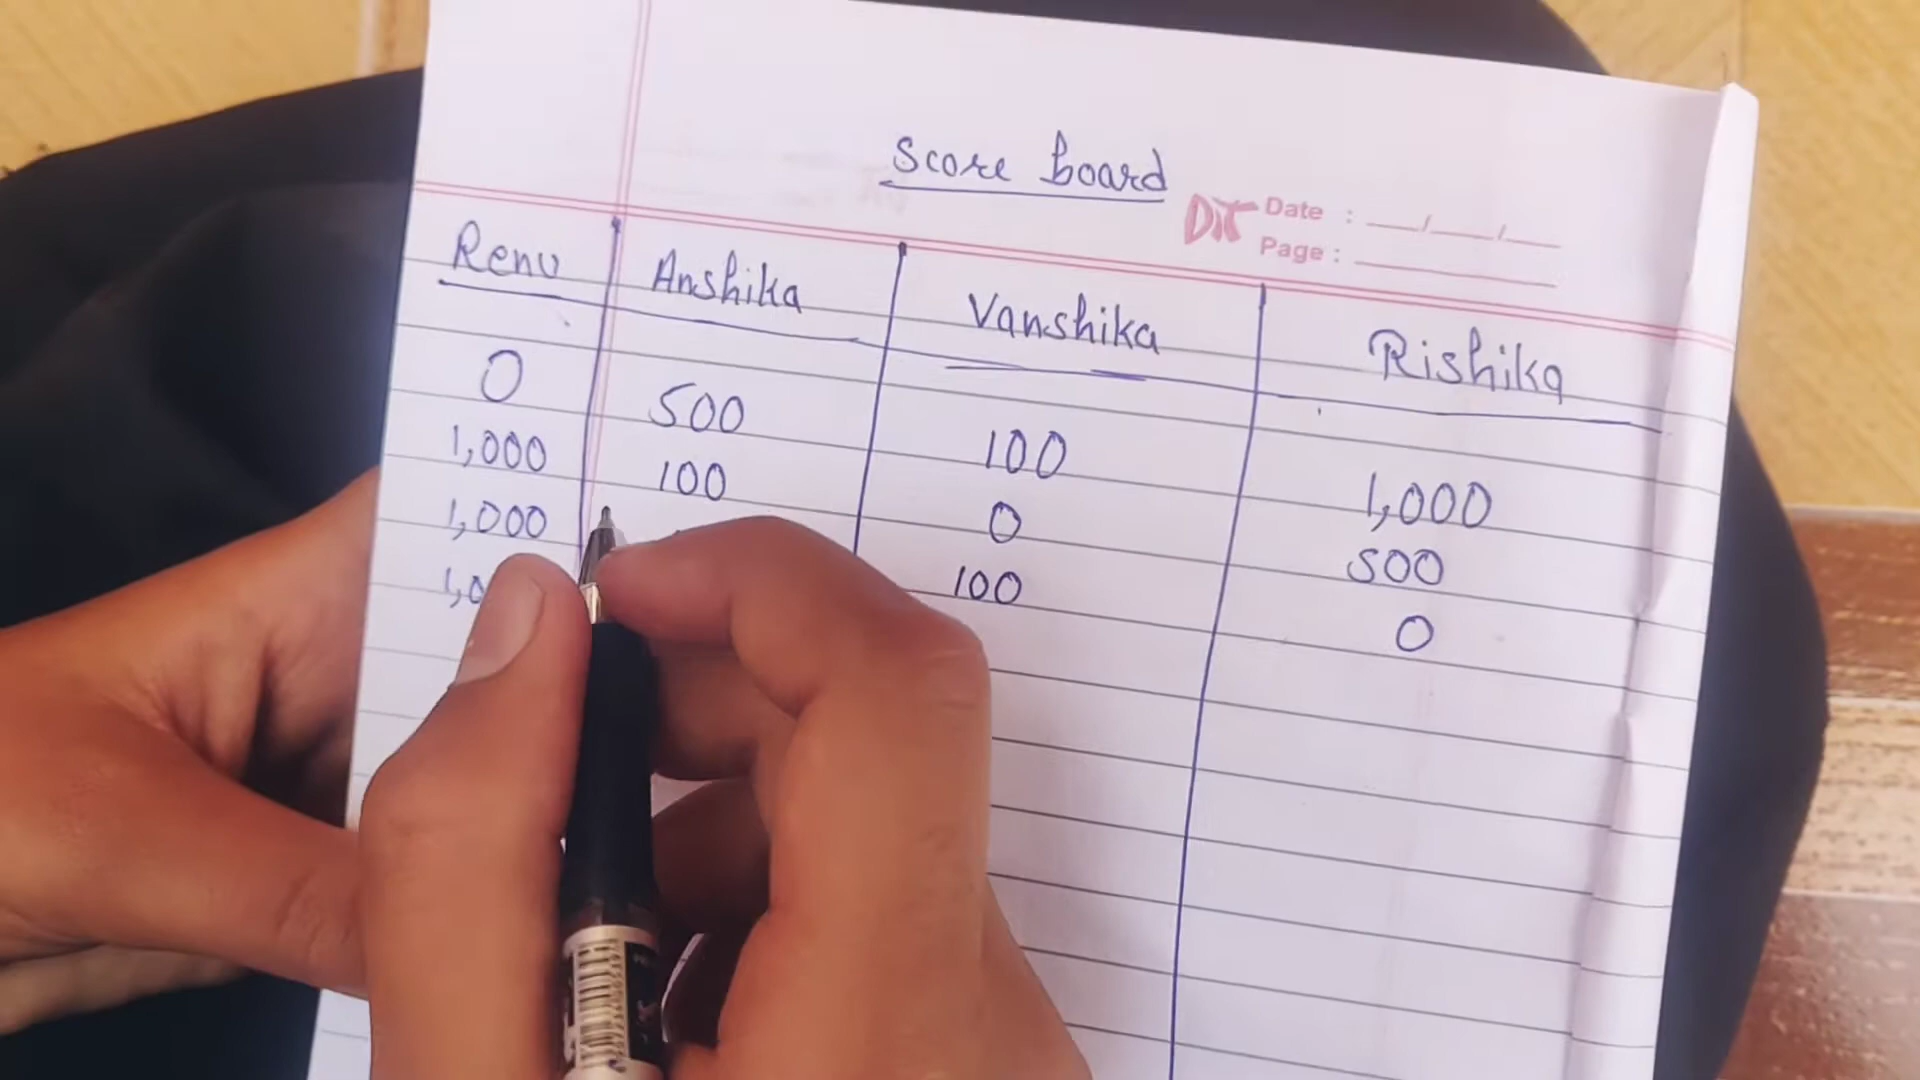 Score board
DIT Date : __/__/__
Page :
Renu Anshika Vanshika Rishika
0 500 100 1,000
1,000 100 0 500
1,000 100 0